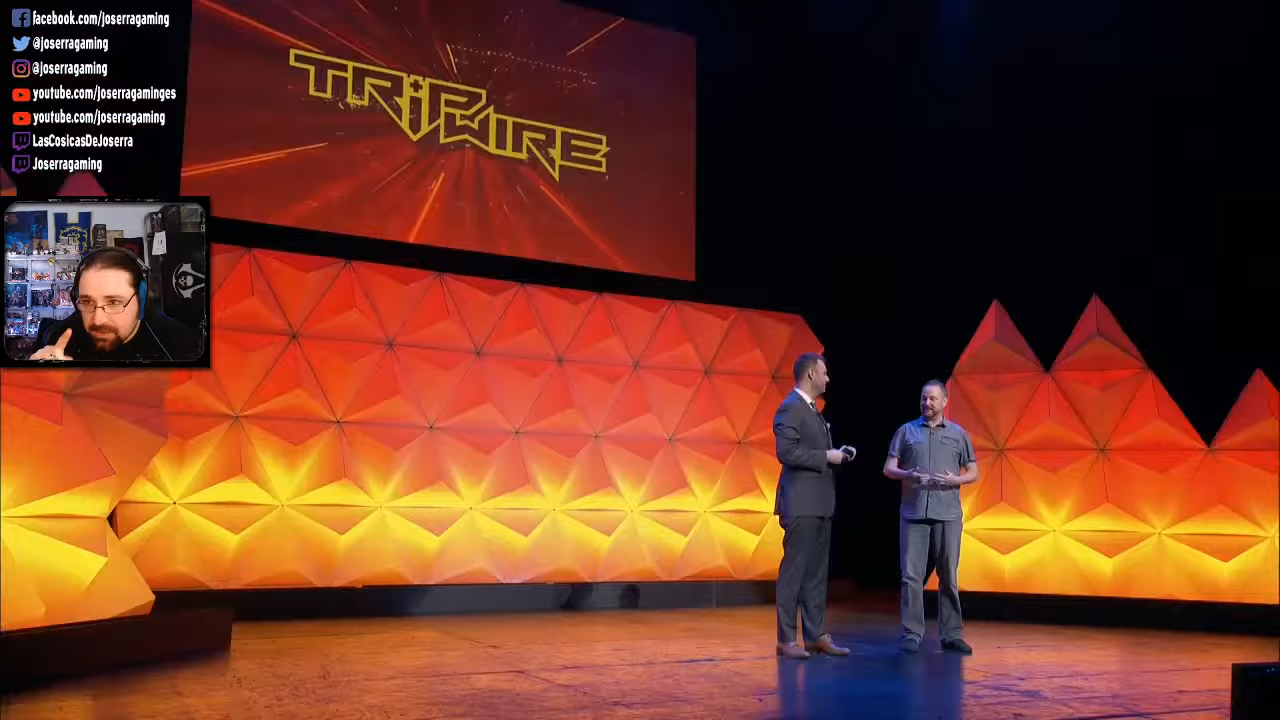 facebook.com/joserragaming
@joserragaming
@joserragaming
youtube.com/joserragaminges
youtube.com/joserragaming
LasCosicasDeJoserra
Joserragaming
TRIPWIRE